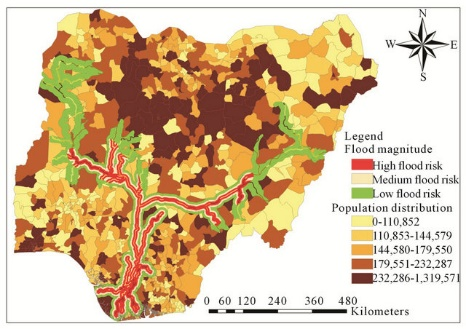 N
W E
S
Legend
Flood magnitude
High flood risk
Medium flood risk
Low flood risk
Population distribution
0-110,852
110,853-144,579
144,580-179,550
179,551-232,287
232,286-1,319,571
0 60 120 240 360 480
Kilometers